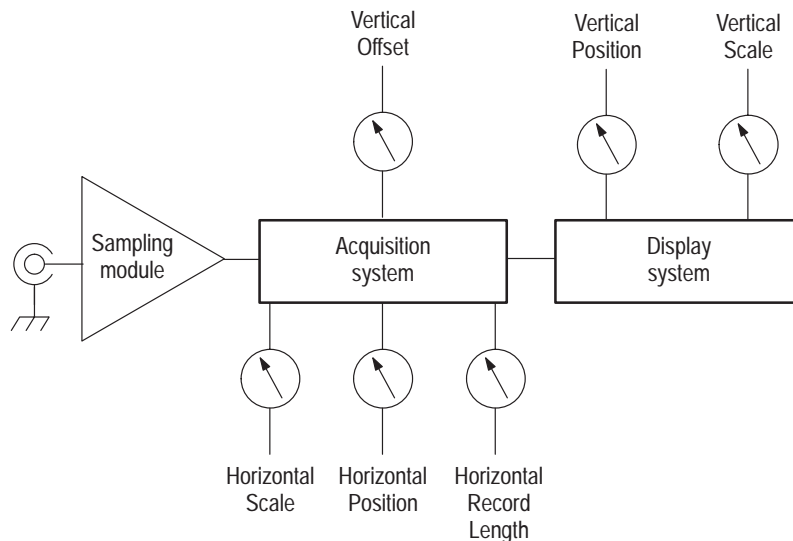 Vertical
Offset
Vertical
Position
Vertical
Scale
Sampling
module
Acquisition
system
Display
system
Horizontal
Scale
Horizontal
Position
Horizontal
Record
Length